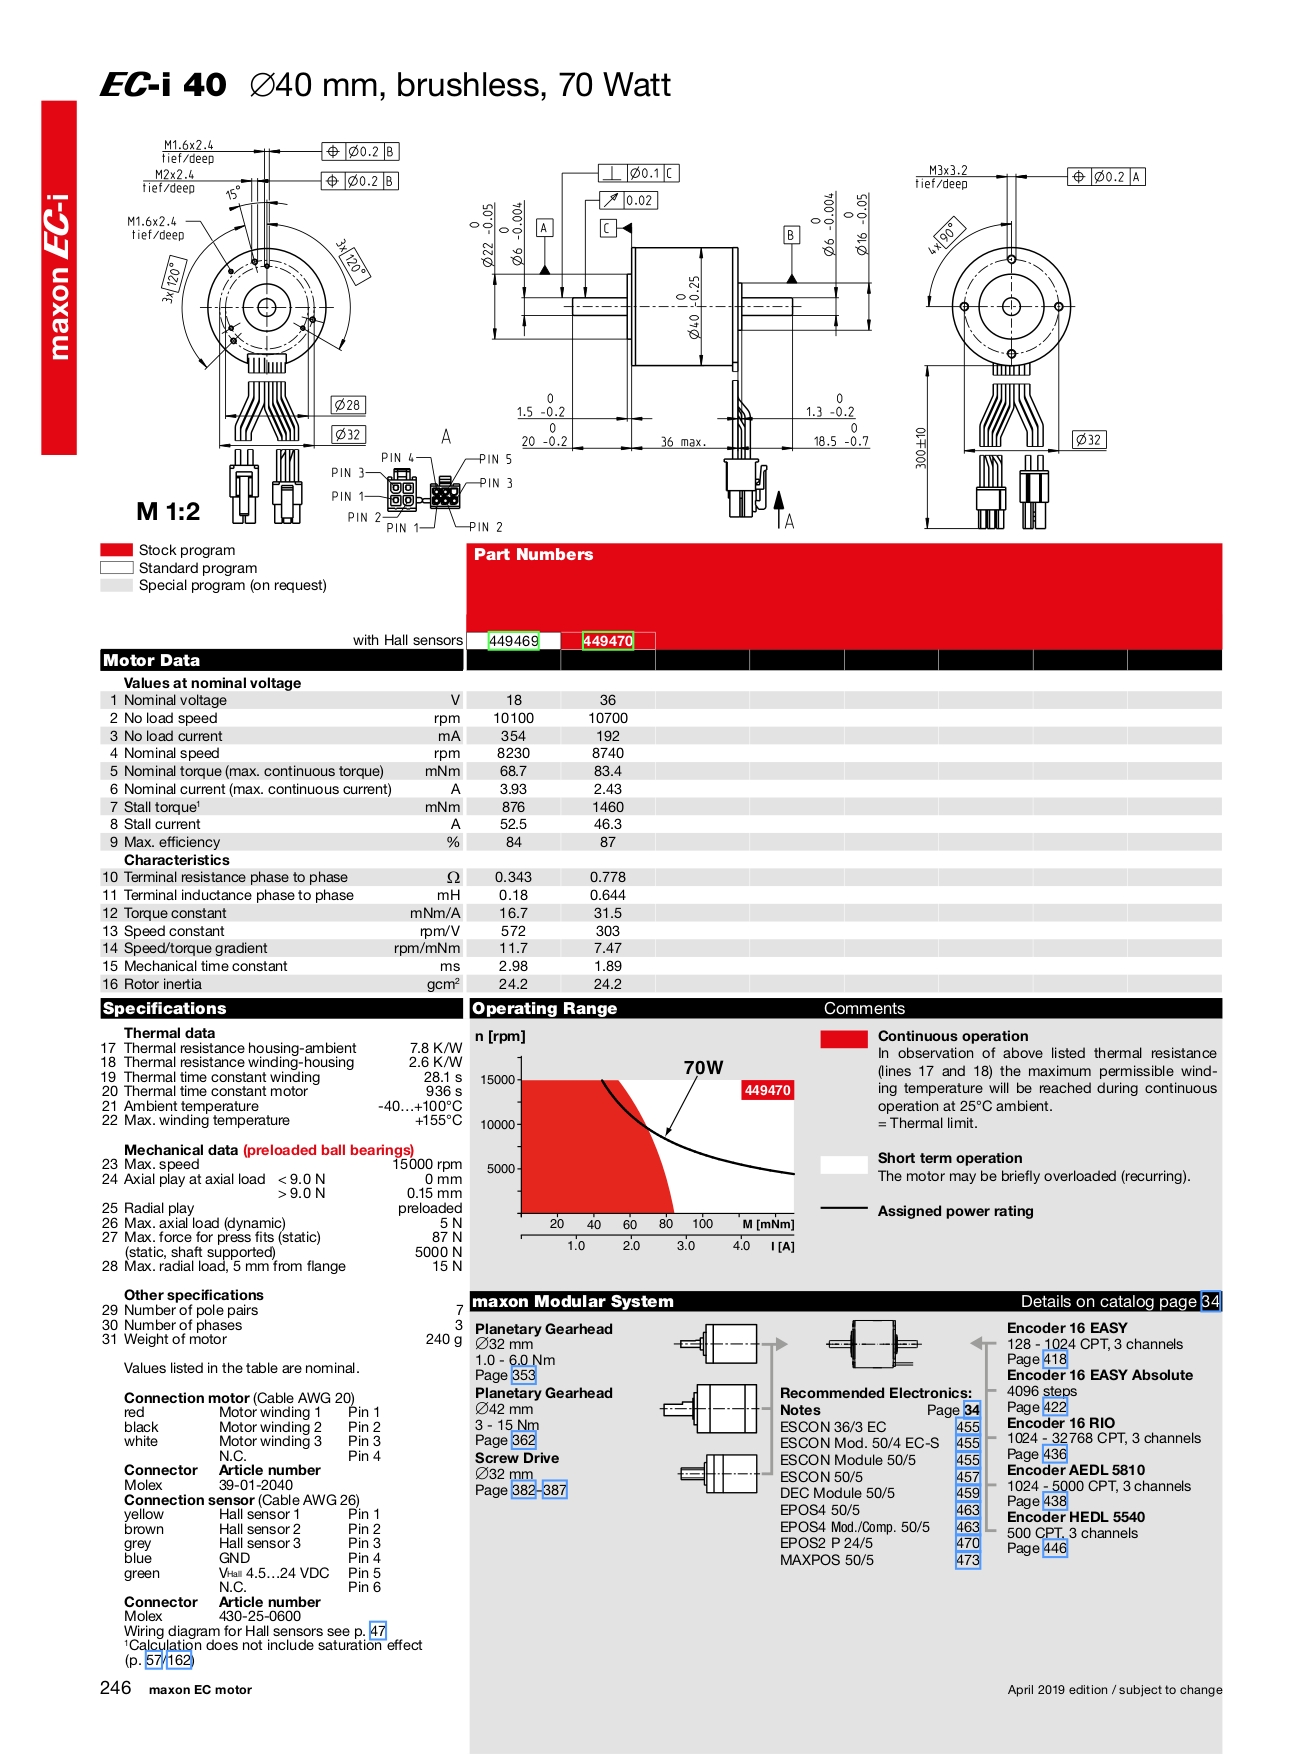 EC-i 40 Ø40 mm, brushless, 70 Watt
maxon EC-i
M1.6x2.4
tief/deep
Ø0.2 B
M2x2.4
tief/deep
Ø0.2 B
15°
M1.6x2.4
tief/deep
3x 120°
3x 120°
Ø28
Ø32
A
PIN 4
PIN 5
PIN 3
PIN 3
PIN 1
PIN 2
PIN 1
PIN 2
M 1:2
Ø0.1 C
0.02
A
C
B
0
Ø22 -0.05
0
Ø6 -0.004
0
Ø40 -0.25
0
Ø6 -0.004
0
Ø16 -0.05
0
1.5 -0.2
0
1.3 -0.2
0
20 -0.2
36 max.
0
18.5 -0.7
A
M3x3.2
tief/deep
Ø0.2 A
4x 90°
300±10
Ø32
Stock program
Standard program
Special program (on request)
Part Numbers
with Hall sensors 449469 449470
Motor Data
Values at nominal voltage
1 Nominal voltage V 18 36
2 No load speed rpm 10100 10700
3 No load current mA 354 192
4 Nominal speed rpm 8230 8740
5 Nominal torque (max. continuous torque) mNm 68.7 83.4
6 Nominal current (max. continuous current) A 3.93 2.43
7 Stall torque¹ mNm 876 1460
8 Stall current A 52.5 46.3
9 Max. efficiency % 84 87
Characteristics
10 Terminal resistance phase to phase Ω 0.343 0.778
11 Terminal inductance phase to phase mH 0.18 0.644
12 Torque constant mNm/A 16.7 31.5
13 Speed constant rpm/V 572 303
14 Speed/torque gradient rpm/mNm 11.7 7.47
15 Mechanical time constant ms 2.98 1.89
16 Rotor inertia gcm² 24.2 24.2
Specifications
Thermal data
17 Thermal resistance housing-ambient 7.8 K/W
18 Thermal resistance winding-housing 2.6 K/W
19 Thermal time constant winding 28.1 s
20 Thermal time constant motor 936 s
21 Ambient temperature -40…+100°C
22 Max. winding temperature +155°C
Mechanical data (preloaded ball bearings)
23 Max. speed 15000 rpm
24 Axial play at axial load < 9.0 N 0 mm
> 9.0 N 0.15 mm
25 Radial play preloaded
26 Max. axial load (dynamic) 5 N
27 Max. force for press fits (static) 87 N
(static, shaft supported) 5000 N
28 Max. radial load, 5 mm from flange 15 N
Other specifications
29 Number of pole pairs 7
30 Number of phases 3
31 Weight of motor 240 g
Values listed in the table are nominal.
Connection motor (Cable AWG 20)
red Motor winding 1 Pin 1
black Motor winding 2 Pin 2
white Motor winding 3 Pin 3
N.C. Pin 4
Connector Article number
Molex 39-01-2040
Connection sensor (Cable AWG 26)
yellow Hall sensor 1 Pin 1
brown Hall sensor 2 Pin 2
grey Hall sensor 3 Pin 3
blue GND Pin 4
green VHall 4.5…24 VDC Pin 5
N.C. Pin 6
Connector Article number
Molex 430-25-0600
Wiring diagram for Hall sensors see p. 47
¹Calculation does not include saturation effect
(p. 57/162)
Operating Range
n [rpm]
70W
15000
449470
10000
5000
20 40 60 80 100 M [mNm]
1.0 2.0 3.0 4.0 I [A]
Comments
Continuous operation
In observation of above listed thermal resistance
(lines 17 and 18) the maximum permissible wind-
ing temperature will be reached during continuous
operation at 25°C ambient.
= Thermal limit.
Short term operation
The motor may be briefly overloaded (recurring).
Assigned power rating
maxon Modular System Details on catalog page 34
Planetary Gearhead
Ø32 mm
1.0 - 6.0 Nm
Page 353
Planetary Gearhead
Ø42 mm
3 - 15 Nm
Page 362
Screw Drive
Ø32 mm
Page 382-387
Recommended Electronics:
Notes Page 34
ESCON 36/3 EC 455
ESCON Mod. 50/4 EC-S 455
ESCON Module 50/5 455
ESCON 50/5 457
DEC Module 50/5 459
EPOS4 50/5 463
EPOS4 Mod./Comp. 50/5 463
EPOS2 P 24/5 470
MAXPOS 50/5 473
Encoder 16 EASY
128 - 1024 CPT, 3 channels
Page 418
Encoder 16 EASY Absolute
4096 steps
Page 422
Encoder 16 RIO
1024 - 32768 CPT, 3 channels
Page 436
Encoder AEDL 5810
1024 - 5000 CPT, 3 channels
Page 438
Encoder HEDL 5540
500 CPT, 3 channels
Page 446
246 maxon EC motor
April 2019 edition / subject to change